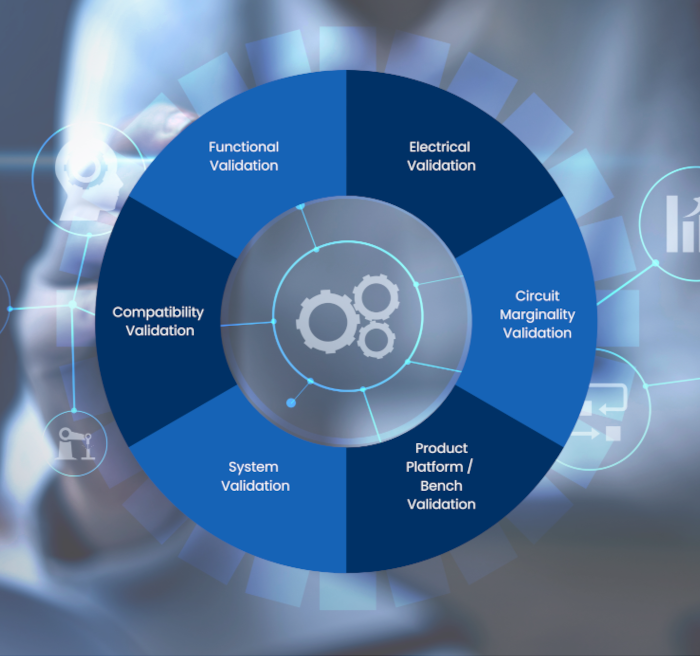 Functional
Validation
Electrical
Validation
Circuit
Marginality
Validation
Product
Platform /
Bench
Validation
System
Validation
Compatibility
Validation